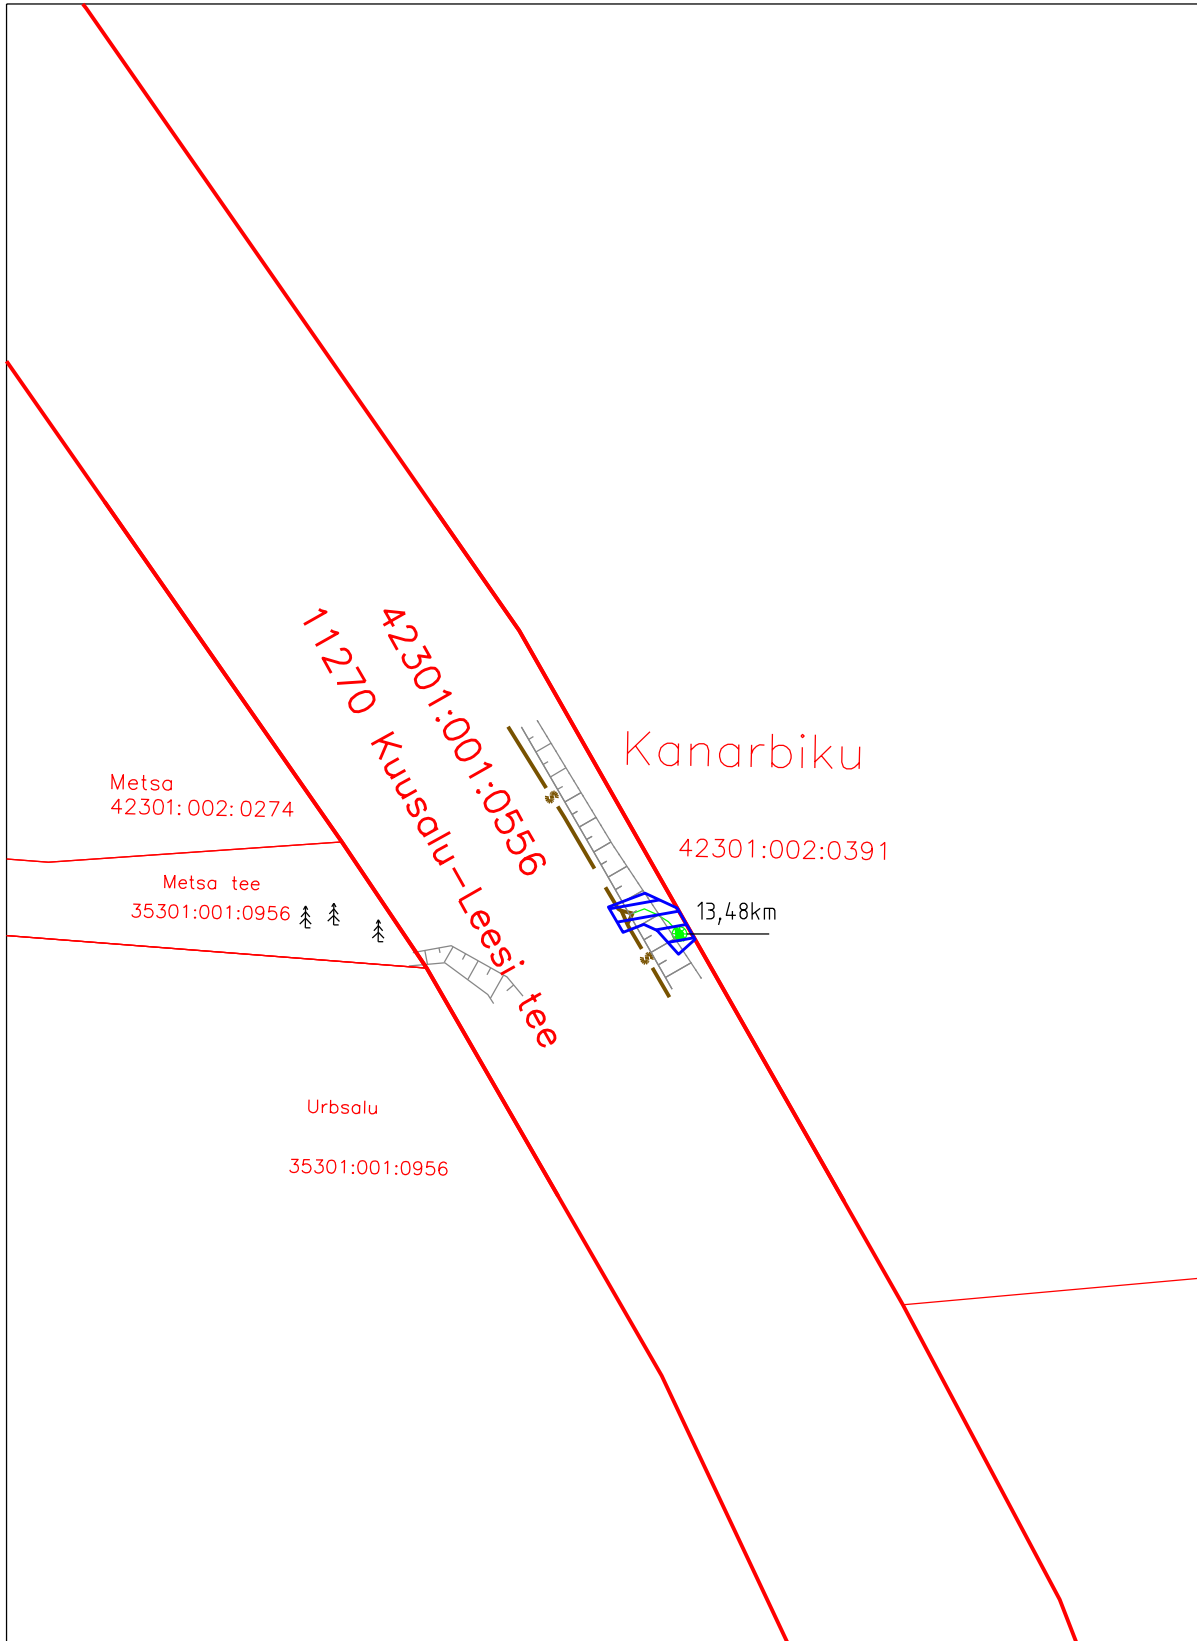 42301:001:0556
11270 Kuusalu-Leesi tee
Kanarbiku
42301:002:0391
Metsa
42301:002:0274
Metsa tee
35301:001:0956
13,48km
S
S
Urbsalu
35301:001:0956